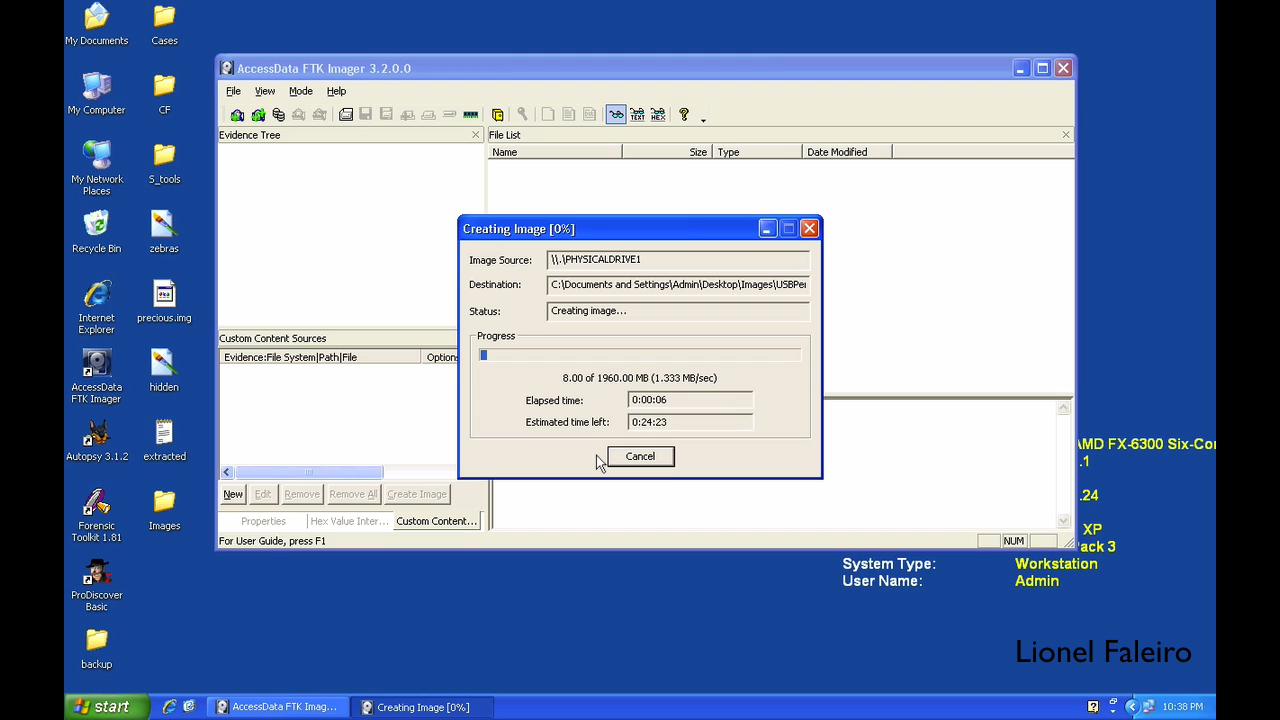 My Documents
Cases
My Computer
CF
My Network
Places
S_tools
Recycle Bin
zebras
Internet
Explorer
precious.img
AccessData
FTK Imager
hidden
Autopsy 3.1.2
extracted
Forensic
Toolkit 1.81
Images
ProDiscover
Basic
backup
AccessData FTK Imager 3.2.0.0
File View Mode Help
TEXT HEX
Evidence Tree
File List
Name Size Type Date Modified
Custom Content Sources
Evidence:File System|Path|File Options
New Edit Remove Remove All Create Image
Properties Hex Value Inter... Custom Content...
For User Guide, press F1
NUM
Creating Image [0%]
Image Source: \\.\PHYSICALDRIVE1
Destination: C:\Documents and Settings\Admin\Desktop\Images\USBPe
Status: Creating image...
Progress
8.00 of 1960.00 MB (1.333 MB/sec)
Elapsed time: 0:00:06
Estimated time left: 0:24:23
Cancel
AMD FX-6300 Six-Co
.1
.24
XP
Pack 3
System Type: Workstation
User Name: Admin
Lionel Faleiro
start
AccessData FTK Imag...
Creating Image [0%]
10:38 PM